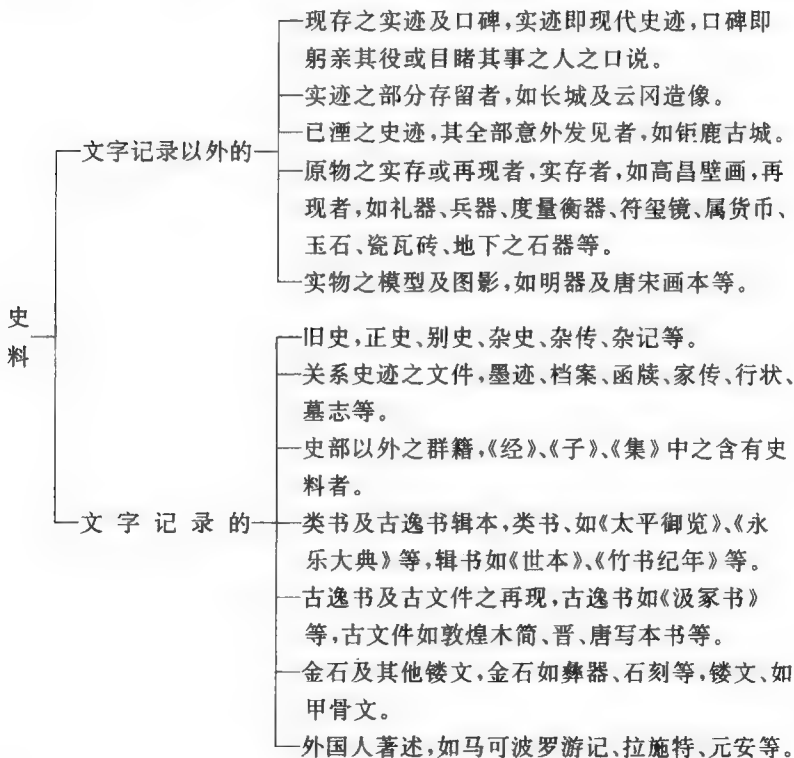 现存之实迹及口碑,实迹即现代史迹,口碑即
躬亲其役或目睹其事之人之口说。
实迹之部分存留者,如长城及云冈造像。
已湮之史迹,其全部意外发见者,如钜鹿古城。
文字记录以外的
原物之实存或再现者,实存者,如高昌壁画,再
现者,如礼器、兵器、度量衡器、符玺镜、属货币、
玉石、瓷瓦砖、地下之石器等。
实物之模型及图影,如明器及唐宋画本等。
史
料
旧史,正史、别史、杂史、杂传、杂记等。
关系史迹之文件,墨迹、档案、函牍、家传、行状、
墓志等。
史部以外之群籍,《经》、《子》、《集》中之含有史
料者。
文字记录的
类书及古逸书辑本,类书、如《太平御览》、《永
乐大典》等,辑书如《世本》、《竹书纪年》等。
古逸书及古文件之再现,古逸书如《汲冢书》
等,古文件如敦煌木简、晋、唐写本书等。
金石及其他镂文,金石如彝器、石刻等,镂文、如
甲骨文。
外国人著述,如马可波罗游记、拉施特、元安等。